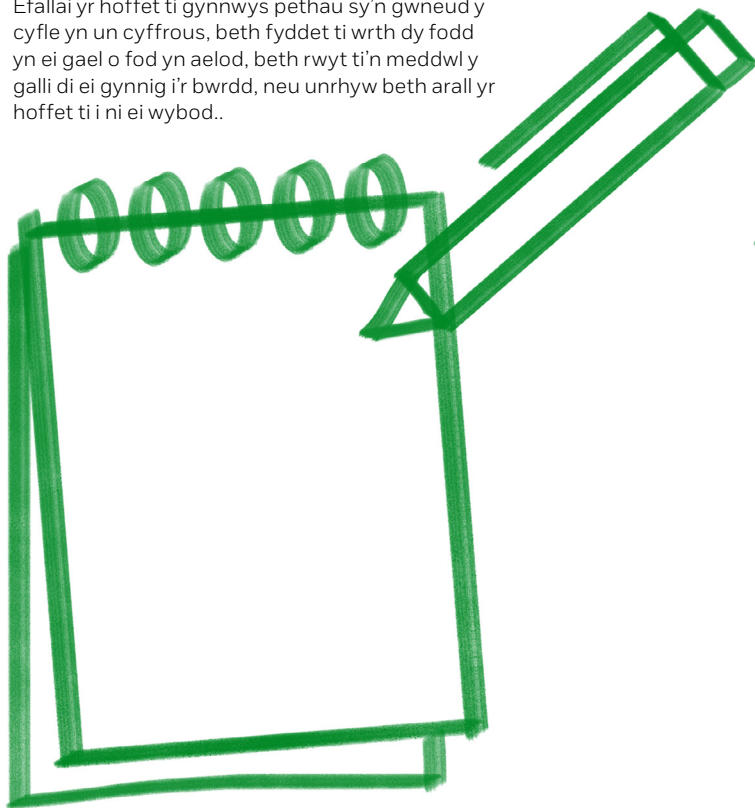 Efallai yr hoffet ti gynnwys pethau sy’n gwneud y
cyfle yn un cyffrous, beth fyddet ti wrth dy fodd
yn ei gael o fod yn aelod, beth rwyt ti’n meddwl y
galli di ei gynnig i’r bwrdd, neu unrhyw beth arall yr
hoffet ti i ni ei wybod..